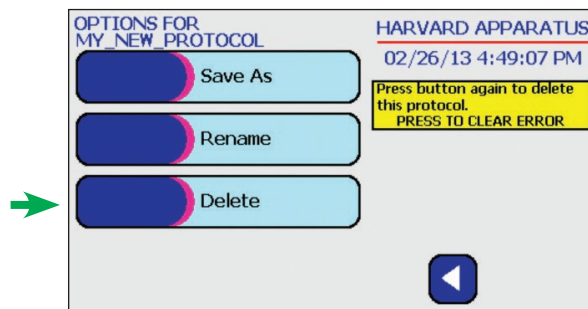 OPTIONS FOR
MY_NEW_PROTOCOL
HARVARD APPARATUS
02/26/13 4:49:07 PM
Save As
Press button again to delete
this protocol.
PRESS TO CLEAR ERROR
Rename
Delete